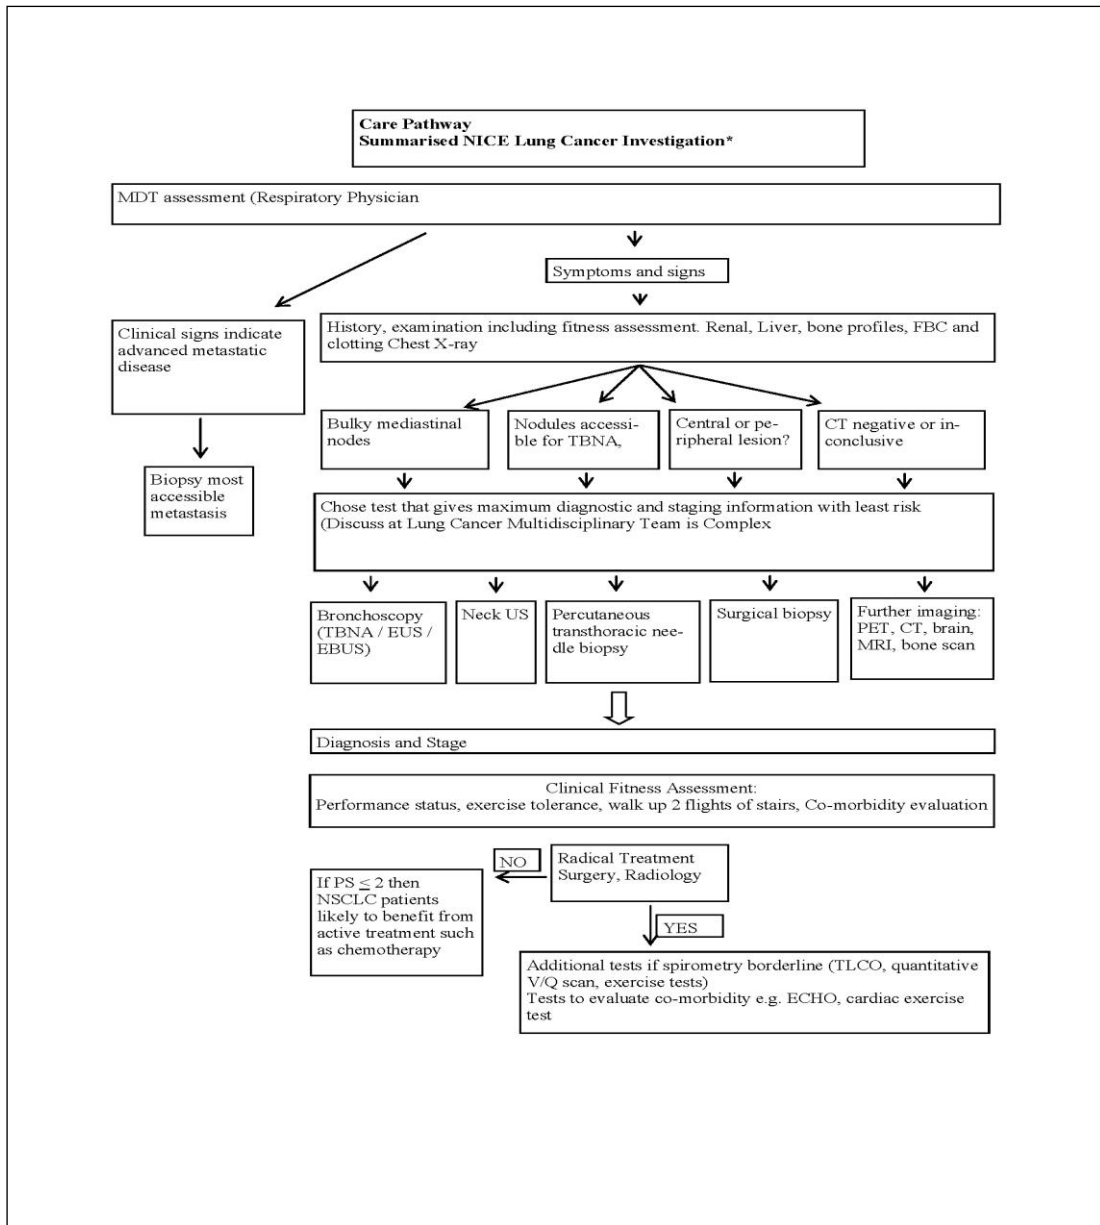 Care Pathway
Summarised NICE Lung Cancer Investigation*
MDT assessment (Respiratory Physician
Symptoms and signs
Clinical signs indicate
advanced metastatic
disease
History, examination including fitness assessment. Renal, Liver, bone profiles, FBC and
clotting Chest X-ray
Bulky mediastinal
nodes
Nodules accessi-
ble for TBNA,
Central or pe-
ripheral lesion?
CT negative or in-
conclusive
Biopsy most
accessible
metastasis
Chose test that gives maximum diagnostic and staging information with least risk
(Discuss at Lung Cancer Multidisciplinary Team is Complex
Bronchoscopy
(TBNA / EUS /
EBUS)
Neck US
Percutaneous
transthoracic nee-
dle biopsy
Surgical biopsy
Further imaging:
PET, CT, brain,
MRI, bone scan
Diagnosis and Stage
Clinical Fitness Assessment:
Performance status, exercise tolerance, walk up 2 flights of stairs, Co-morbidity evaluation
NO
Radical Treatment
Surgery, Radiology
If PS ≤ 2 then
NSCLC patients
likely to benefit from
active treatment such
as chemotherapy
YES
Additional tests if spirometry borderline (TLCO, quantitative
V/Q scan, exercise tests)
Tests to evaluate co-morbidity e.g. ECHO, cardiac exercise
test